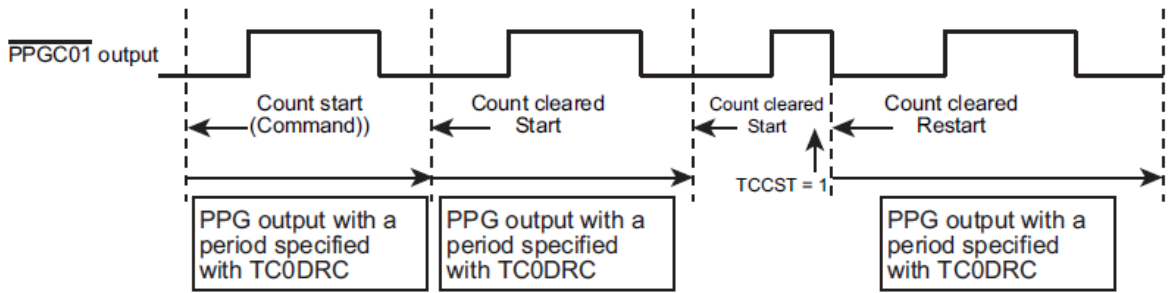 PPGC01 output
Count start
(Command))
Count cleared
Start
Count cleared
Start
Count cleared
Restart
TCCST = 1
PPG output with a
period specified
with TC0DRC
PPG output with a
period specified
with TC0DRC
PPG output with a
period specified
with TC0DRC